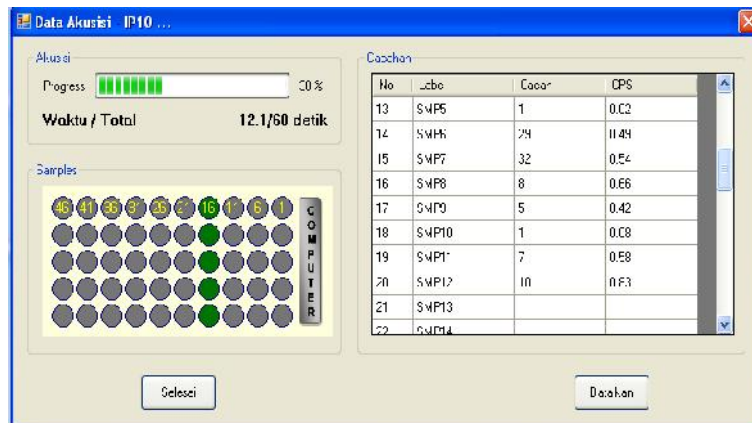 Data Akusisi IP10 ...
Akusisi
Progress
Waktu / Total 12.1/60 detik
Samples
46 41 36 31 26 21 16 11 6 1
COMPUTER
Selesai
Cacahan
No Cacah CPS
13 SMP5 1 0.02
14 SMP6 29 0.49
15 SMP7 32 0.54
16 SMP8 8 0.66
17 SMP9 5 0.42
18 SMP10 1 0.08
19 SMP11 7 0.58
20 SMP12 10 0.83
21 SMP13
22 SMP14
Batalkan